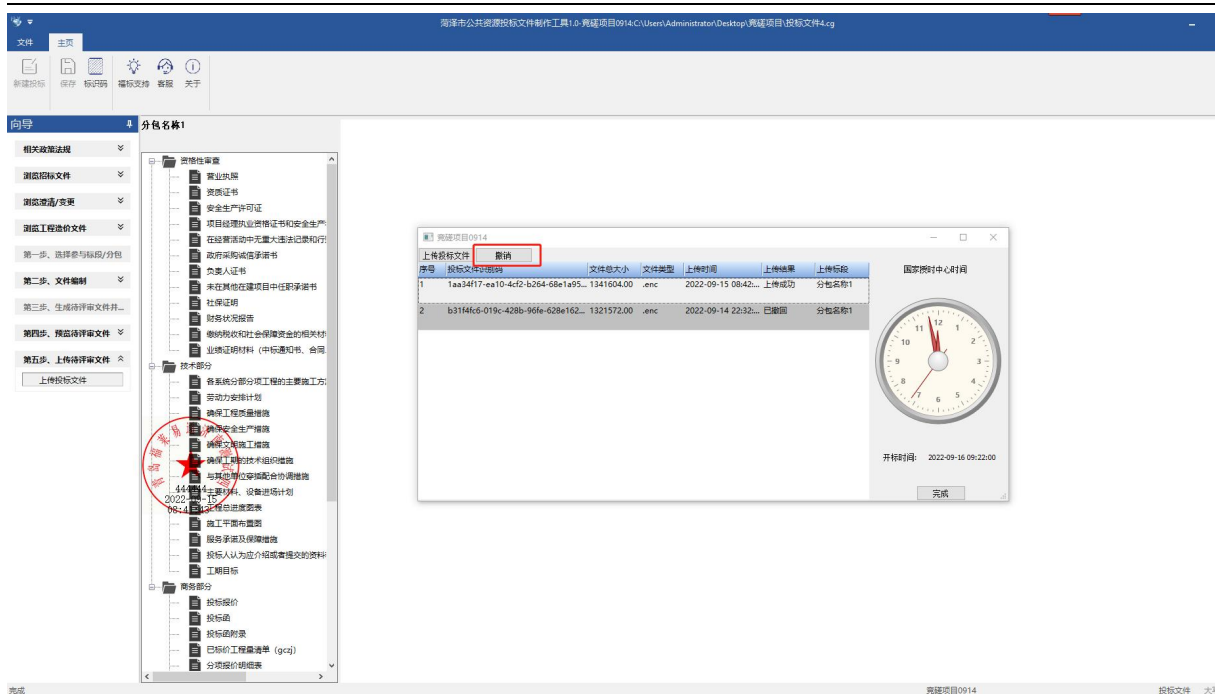 菏泽市公共资源投标文件制作工具1.0-竞磋项目0914:C:\Users\Administrator\Desktop\竞磋项目\投标文件4.cg
文件 主页
新建投标 保存 标识码 福标支持 客服 关于
向导
相关政策法规
浏览招标文件
浏览澄清/变更
浏览工程造价文件
第一步、选择参与标段/分包
第二步、文件编制
第三步、生成待评审文件并...
第四步、预览待评审文件
第五步、上传待评审文件
上传投标文件
分包名称1
资格性审查
营业执照
资质证书
安全生产许可证
项目经理执业资格证书和安全生产
在经营活动中无重大违法记录和行
政府采购诚信承诺书
负责人证书
未在其他在建项目中任职承诺书
社保证明
财务状况报告
缴纳税收和社会保障资金的相关材
业绩证明材料（中标通知书、合同
技术部分
各系统分部分项工程的主要施工方
劳动力安排计划
确保工程质量措施
确保安全生产措施
确保文明施工措施
确保工期的技术组织措施
与其他单位穿插配合协调措施
主要材料、设备进场计划
工程总进度图表
施工平面布置图
服务承诺及保障措施
投标人认为应介绍或者提交的资料
工期目标
商务部分
投标报价
投标函
投标函附录
已标价工程量清单（gczj）
分项报价明细表
444444
2022-09-15
竞磋项目0914
上传投标文件 撤销
序号 投标文件识别码 文件总大小 文件类型 上传时间 上传结果 上传标段
1 1aa34f17-ea10-4cf2-b264-68e1a95... 1341604.00 .enc 2022-09-15 08:42:... 上传成功 分包名称1
2 b31f4fc6-019c-428b-96fe-628e162... 1321572.00 .enc 2022-09-14 22:32:... 已撤回 分包名称1
国家授时中心时间
12
11 1
10 2
9 3
8 4
7 5
6
开标时间: 2022-09-16 09:22:00
完成
完成 竞磋项目0914 投标文件